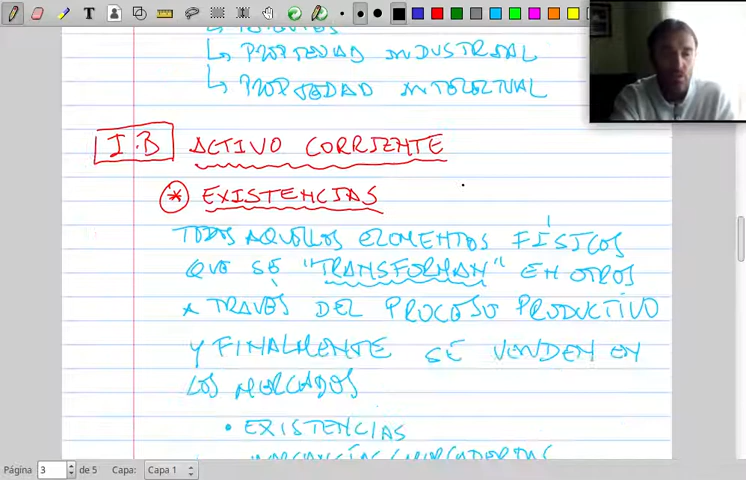 PATENTES
↳ PROPIEDAD INDUSTRIAL
↳ PROPIEDAD INTELECTUAL
I.B ACTIVO CORRIENTE
* EXISTENCIAS
TODOS AQUELLOS ELEMENTOS FÍSICOS
QUE SE "TRANSFORMAN" EN OTROS
A TRAVÉS DEL PROCESO PRODUCTIVO
Y FINALMENTE SE VENDEN EN
LOS MERCADOS
• EXISTENCIAS
Página 3 de 5 Capa: Capa 1